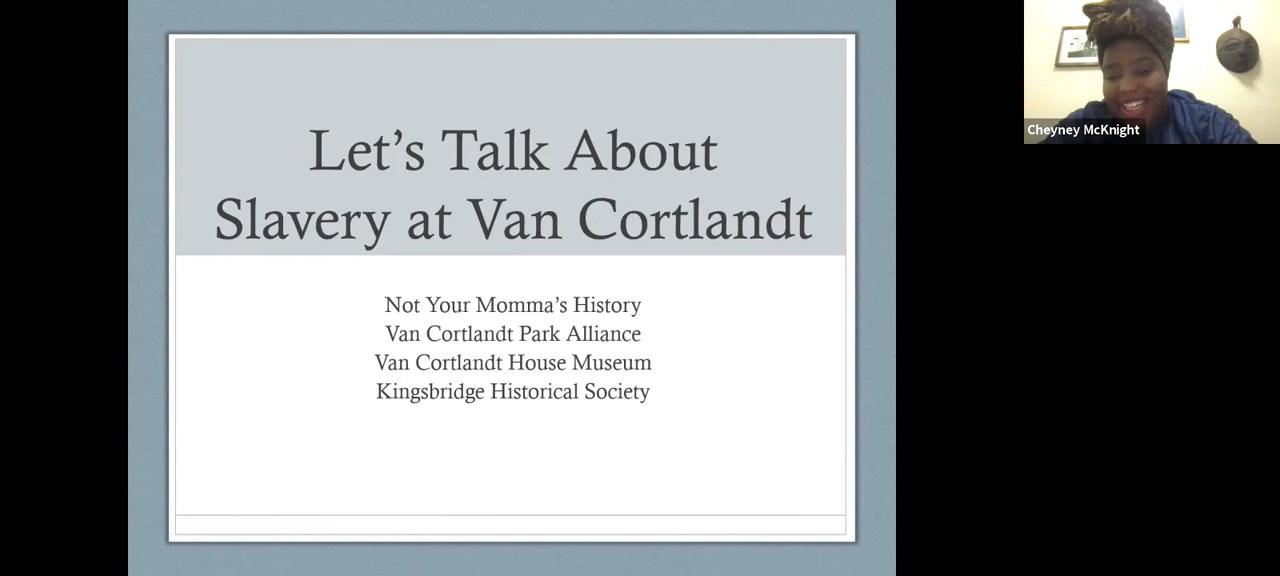 Let's Talk About
Slavery at Van Cortlandt
Not Your Momma's History
Van Cortlandt Park Alliance
Van Cortlandt House Museum
Kingsbridge Historical Society
Cheyney McKnight